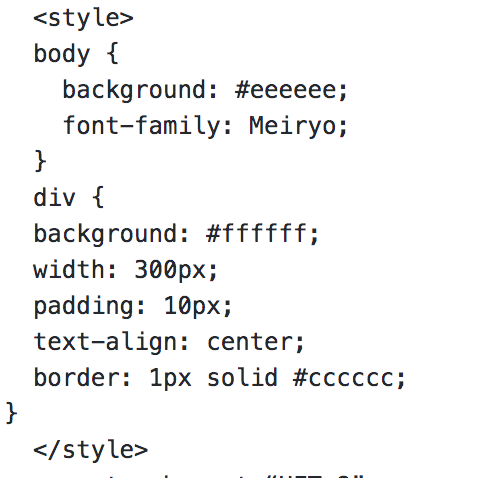 <style>
body {
background: #eeeeee;
font-family: Meiryo;
}
div {
background: #ffffff;
width: 300px;
padding: 10px;
text-align: center;
border: 1px solid #cccccc;
}
</style>